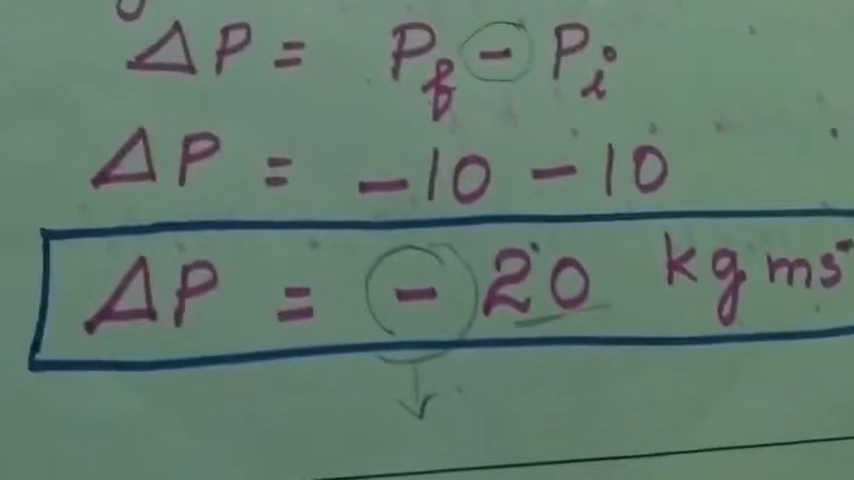 ΔP = Pf - Pi
ΔP = -10 - 10
ΔP = - 20 kg ms